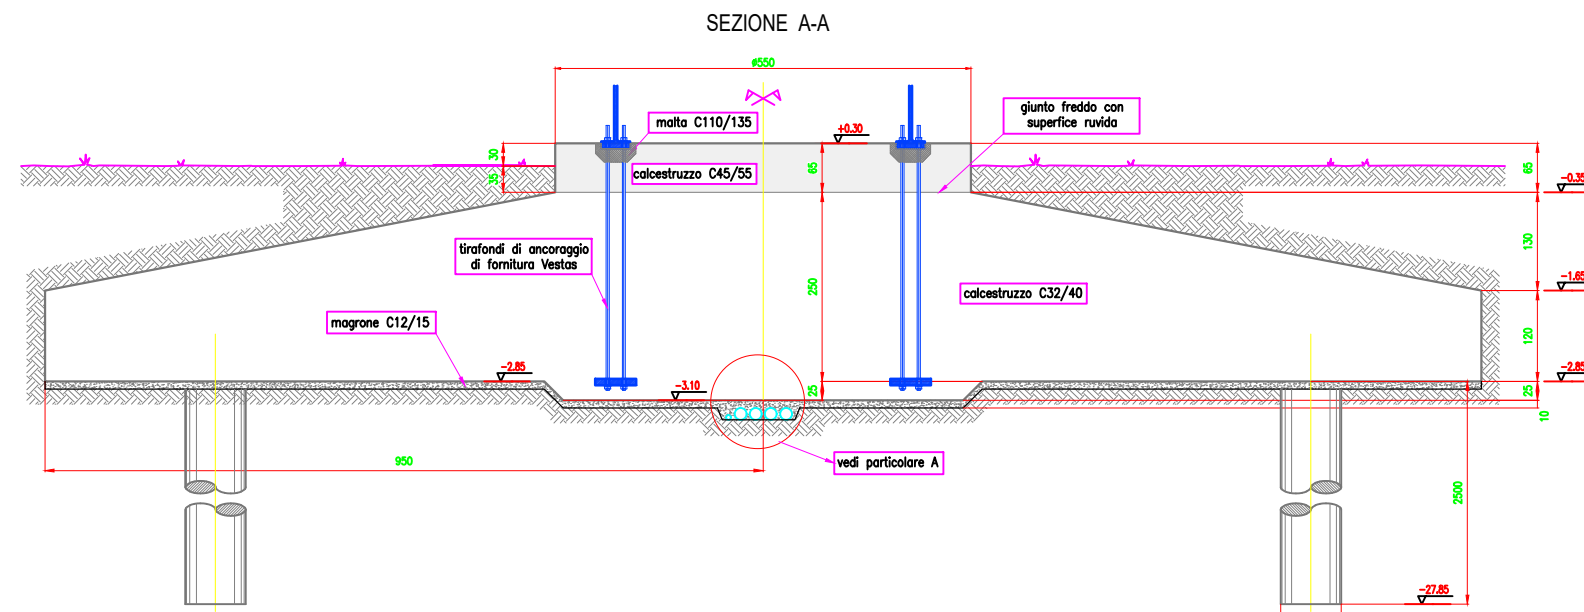 SEZIONE A-A
ø550
giunto freddo con
superfice ruvida
malta C110/135
+0.30
30
35
65
65
calcestruzzo C45/55
-0.35
tirafondi di ancoraggio
di fornitura Vestas
250
130
calcestruzzo C32/40
-1.65
magrone C12/15
120
-2.85
-2.85
-3.10
25
25
10
950
vedi particolare A
2500
-27.85